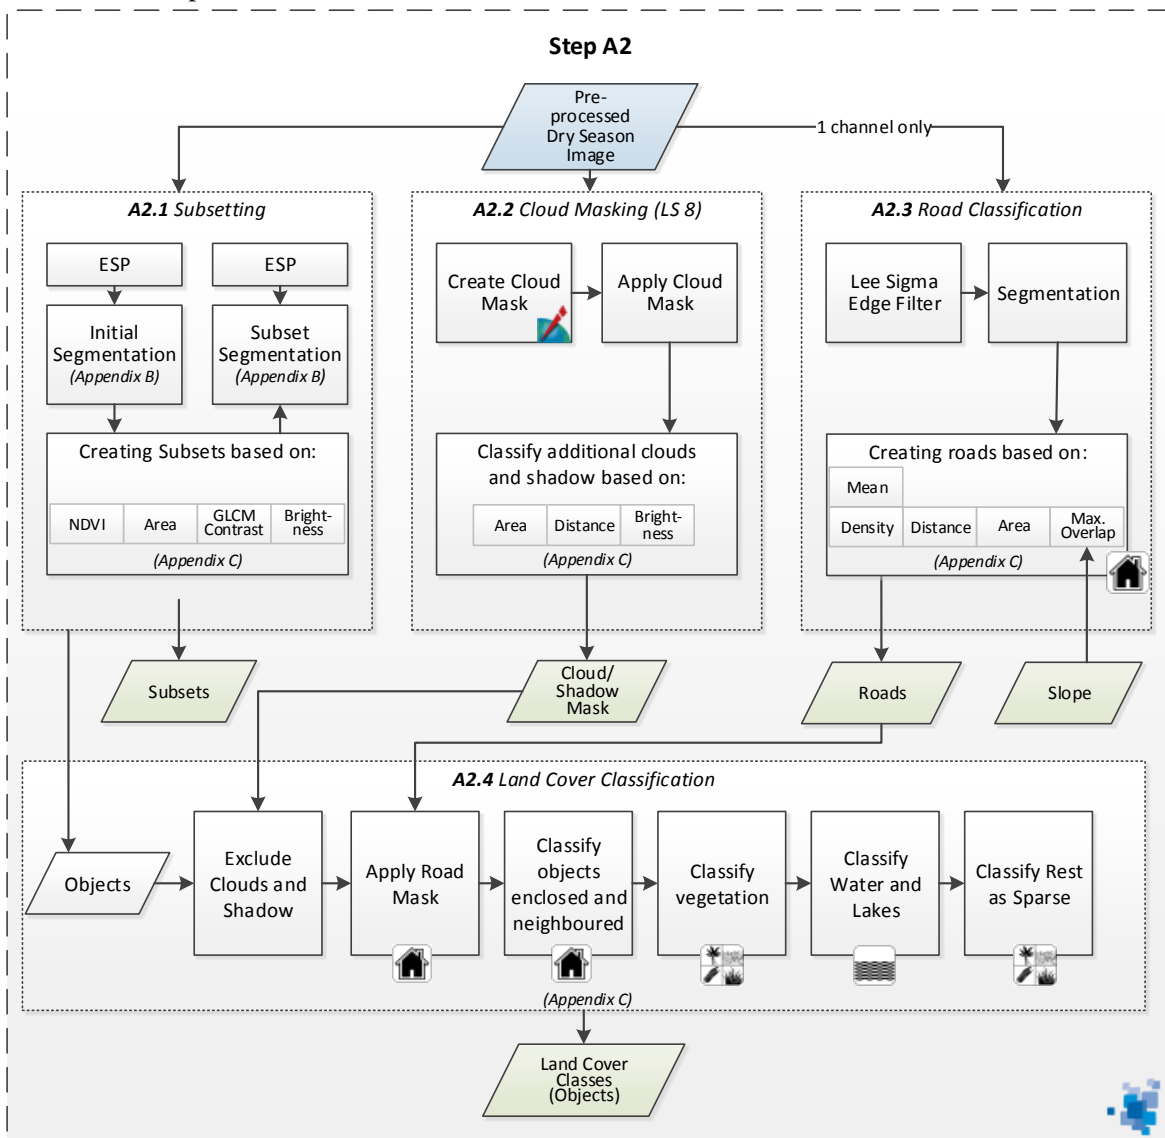 Step A2
Pre-
processed
Dry Season
Image
1 channel only
A2.1 Subsetting
ESP
ESP
Initial
Segmentation
(Appendix B)
Subset
Segmentation
(Appendix B)
Creating Subsets based on:
NDVI
Area
GLCM
Contrast
Bright-
ness
(Appendix C)
A2.2 Cloud Masking (LS 8)
Create Cloud
Mask
Apply Cloud
Mask
Classify additional clouds
and shadow based on:
Area
Distance
Bright-
ness
(Appendix C)
A2.3 Road Classification
Lee Sigma
Edge Filter
Segmentation
Creating roads based on:
Mean
Density
Distance
Area
Max.
Overlap
(Appendix C)
Subsets
Cloud/
Shadow
Mask
Roads
Slope
A2.4 Land Cover Classification
Objects
Exclude
Clouds and
Shadow
Apply Road
Mask
Classify
objects
enclosed and
neighboured
Classify
vegetation
Classify
Water and
Lakes
Classify Rest
as Sparse
(Appendix C)
Land Cover
Classes
(Objects)